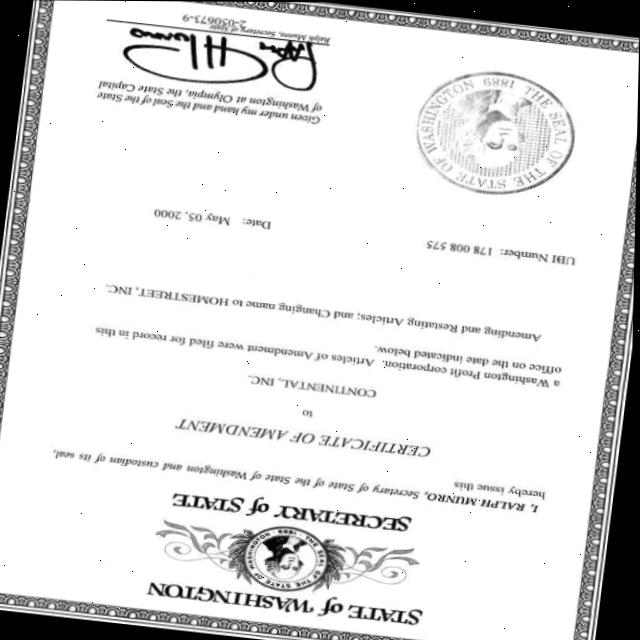 STATE of WASHINGTON
THE STATE OF WASHINGTON
SECRETARY of STATE
I, RALPH MUNRO, Secretary of State of the State of Washington and custodian of its seal,
hereby issue this
CERTIFICATE OF AMENDMENT
to
CONTINENTAL, INC.
a Washington Profit corporation. Articles of Amendment were filed for record in this
office on the date indicated below.
Amending and Restating Articles; and Changing name to HOMESTREET, INC.
UBI Number: 178 008 575
Date: May 05, 2000
THE SEAL OF THE STATE OF WASHINGTON 1889
Given under my hand and the Seal of the State
of Washington at Olympia, the State Capital
Ralph Munro
Ralph Munro, Secretary of State
2-050673-9